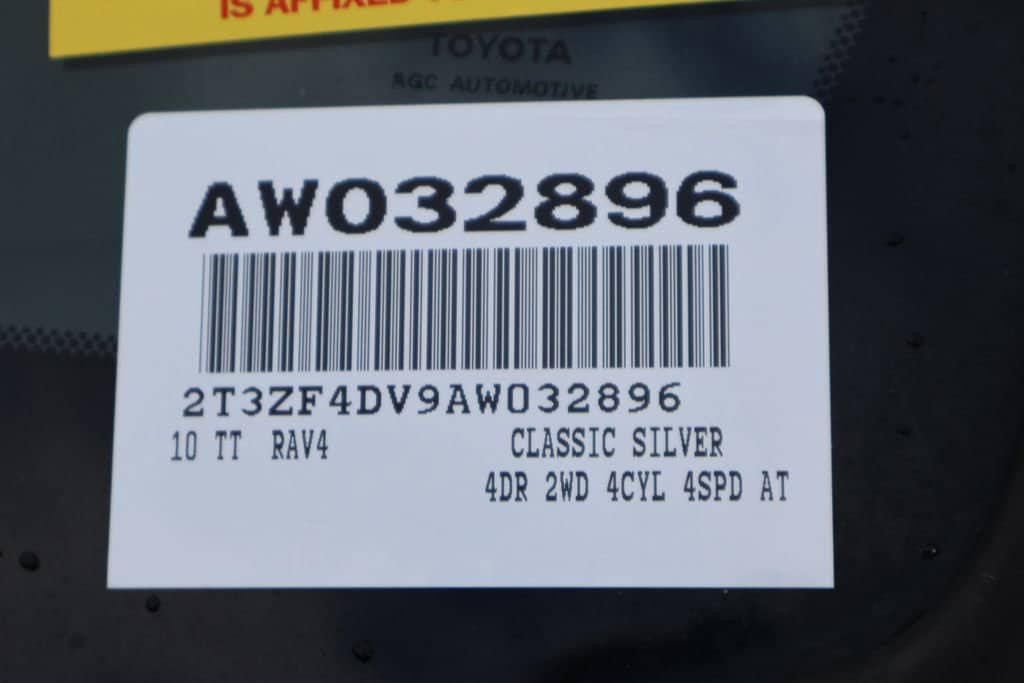 IS AFFIXED
TOYOTA
AGC AUTOMOTIVE
AW032896
2T3ZF4DV9AW032896
10 TT RAV4 CLASSIC SILVER
4DR 2WD 4CYL 4SPD AT